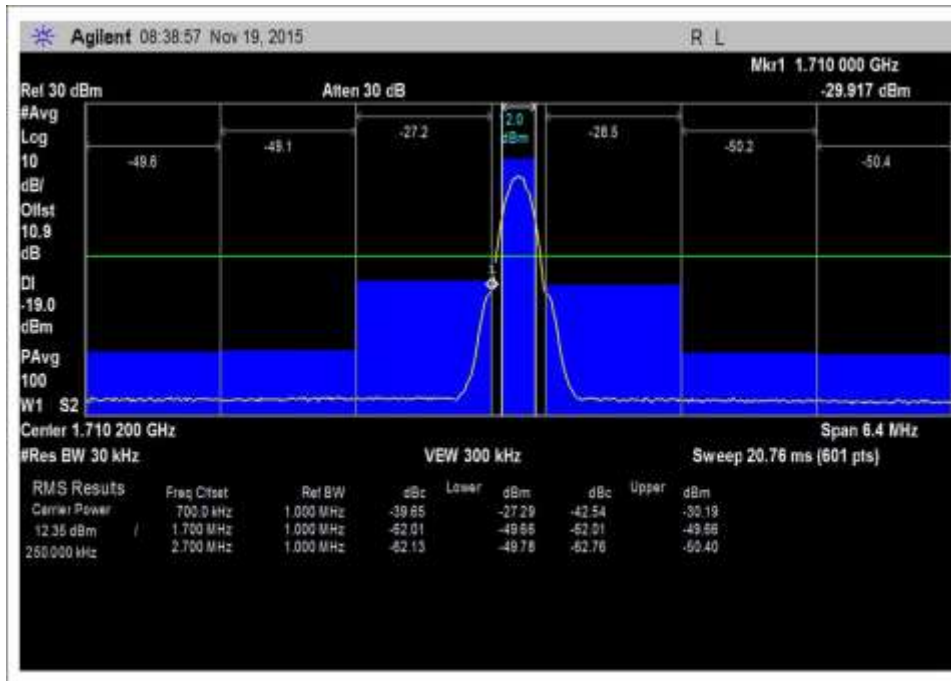 Agilent 08:38:57 Nov 19, 2015 R L
Mkr1 1.710 000 GHz
Ref 30 dBm Atten 30 dB -29.917 dBm
#Avg
Log
10
dB/
Offst
10.9
dB
DI
-19.0
dBm
PAvg
100
W1 S2
-49.6 -49.1 -27.2 2.0 -28.5 -50.2 -50.4
dBm
1
Center 1.710 200 GHz Span 6.4 MHz
#Res BW 30 kHz VBW 300 kHz Sweep 20.76 ms (601 pts)
RMS Results Freq Offset Ref BW dBc Lower dBm dBc Upper dBm
Carrier Power 700.0 kHz 1.000 MHz -39.65 -27.29 -42.54 -30.19
12.35 dBm / 1.700 MHz 1.000 MHz -62.01 -49.66 -62.01 -49.66
250.000 kHz 2.700 MHz 1.000 MHz -62.13 -49.78 -62.76 -50.40